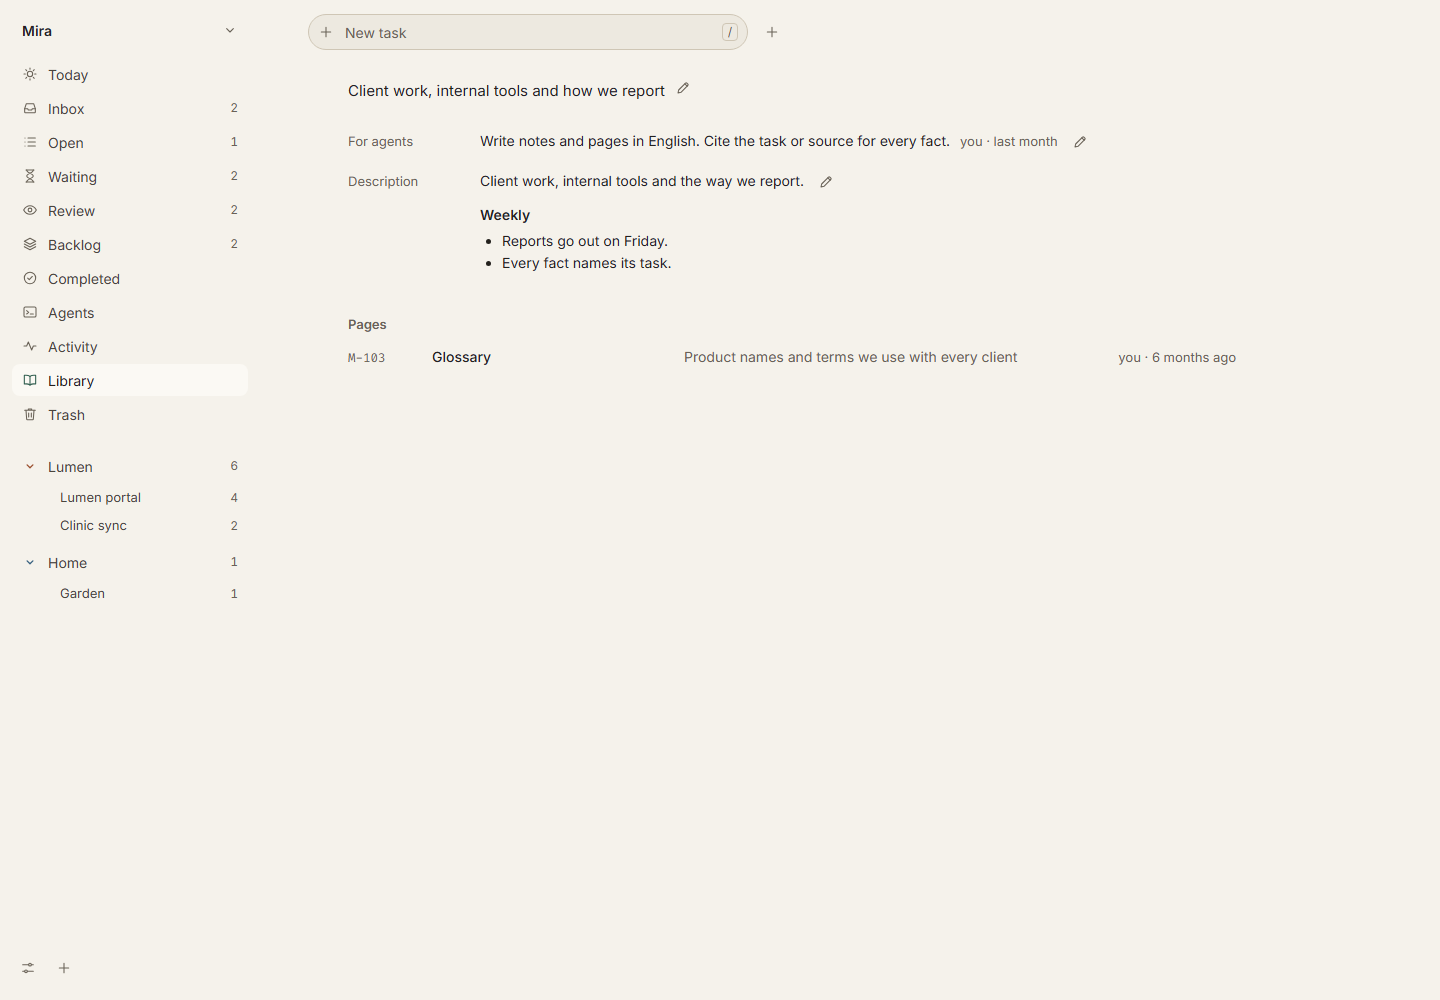 Mira
Today
Inbox 2
Open 1
Waiting 2
Review 2
Backlog 2
Completed
Agents
Activity
Library
Trash
Lumen 6
Lumen portal 4
Clinic sync 2
Home 1
Garden 1
New task /
Client work, internal tools and how we report
For agents Write notes and pages in English. Cite the task or source for every fact. you · last month
Description Client work, internal tools and the way we report.
Weekly
• Reports go out on Friday.
• Every fact names its task.
Pages
M-103 Glossary Product names and terms we use with every client you · 6 months ago